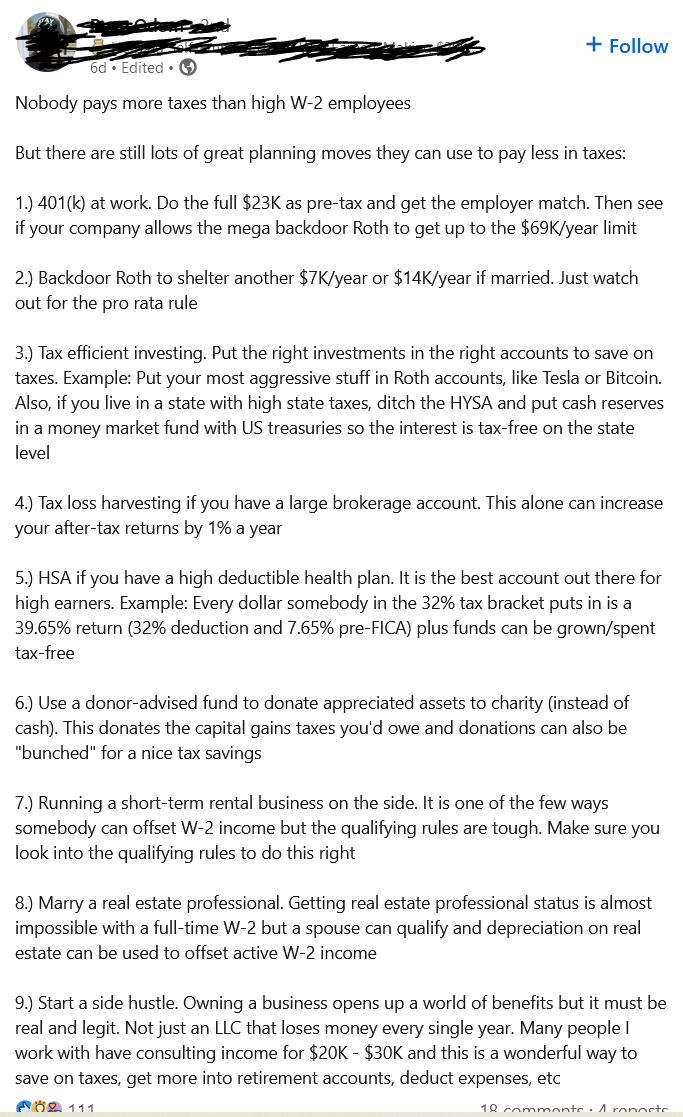 + Follow
6d • Edited •
Nobody pays more taxes than high W-2 employees
But there are still lots of great planning moves they can use to pay less in taxes:
1.) 401(k) at work. Do the full $23K as pre-tax and get the employer match. Then see
if your company allows the mega backdoor Roth to get up to the $69K/year limit
2.) Backdoor Roth to shelter another $7K/year or $14K/year if married. Just watch
out for the pro rata rule
3.) Tax efficient investing. Put the right investments in the right accounts to save on
taxes. Example: Put your most aggressive stuff in Roth accounts, like Tesla or Bitcoin.
Also, if you live in a state with high state taxes, ditch the HYSA and put cash reserves
in a money market fund with US treasuries so the interest is tax-free on the state
level
4.) Tax loss harvesting if you have a large brokerage account. This alone can increase
your after-tax returns by 1% a year
5.) HSA if you have a high deductible health plan. It is the best account out there for
high earners. Example: Every dollar somebody in the 32% tax bracket puts in is a
39.65% return (32% deduction and 7.65% pre-FICA) plus funds can be grown/spent
tax-free
6.) Use a donor-advised fund to donate appreciated assets to charity (instead of
cash). This donates the capital gains taxes you'd owe and donations can also be
"bunched" for a nice tax savings
7.) Running a short-term rental business on the side. It is one of the few ways
somebody can offset W-2 income but the qualifying rules are tough. Make sure you
look into the qualifying rules to do this right
8.) Marry a real estate professional. Getting real estate professional status is almost
impossible with a full-time W-2 but a spouse can qualify and depreciation on real
estate can be used to offset active W-2 income
9.) Start a side hustle. Owning a business opens up a world of benefits but it must be
real and legit. Not just an LLC that loses money every single year. Many people I
work with have consulting income for $20K - $30K and this is a wonderful way to
save on taxes, get more into retirement accounts, deduct expenses, etc
111
18 comments • 4 reposts